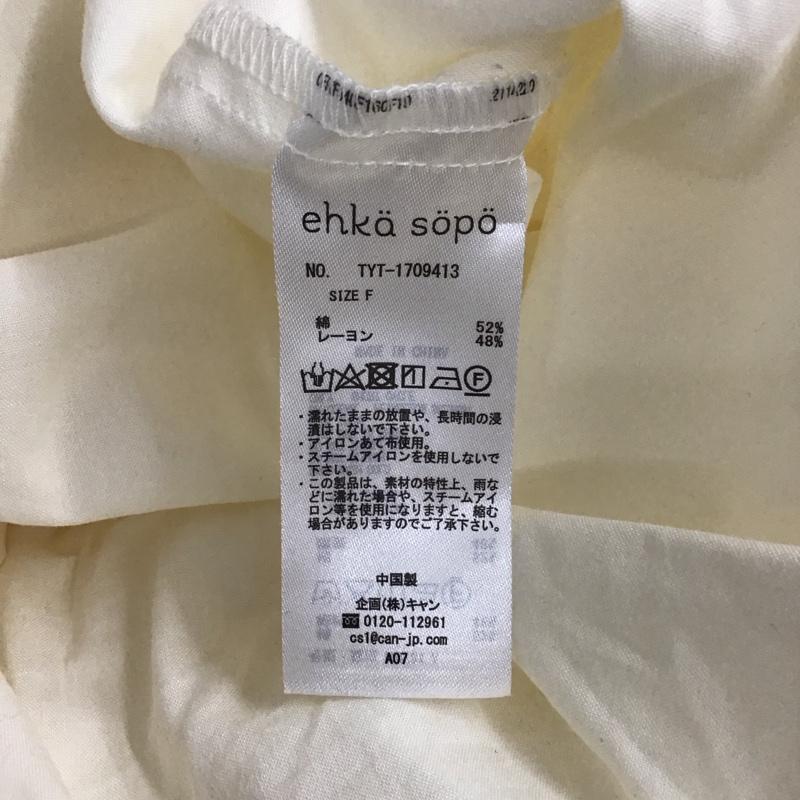 ehkä söpö
NO. TYT-1709413
SIZE F
綿 52%
レーヨン 48%
F
・濡れたままの放置や、長時間の浸
漬はしないで下さい。
・アイロンあて布使用。
・スチームアイロンを使用しないで
下さい。
・この製品は、素材の特性上、雨な
どに濡れた場合や、スチームアイ
ロン等を使用になりますと、縮む
場合がありますのでご了承下さい。
中国製
企画(株)キャン
0120-112961
cs1@can-jp.com
A07